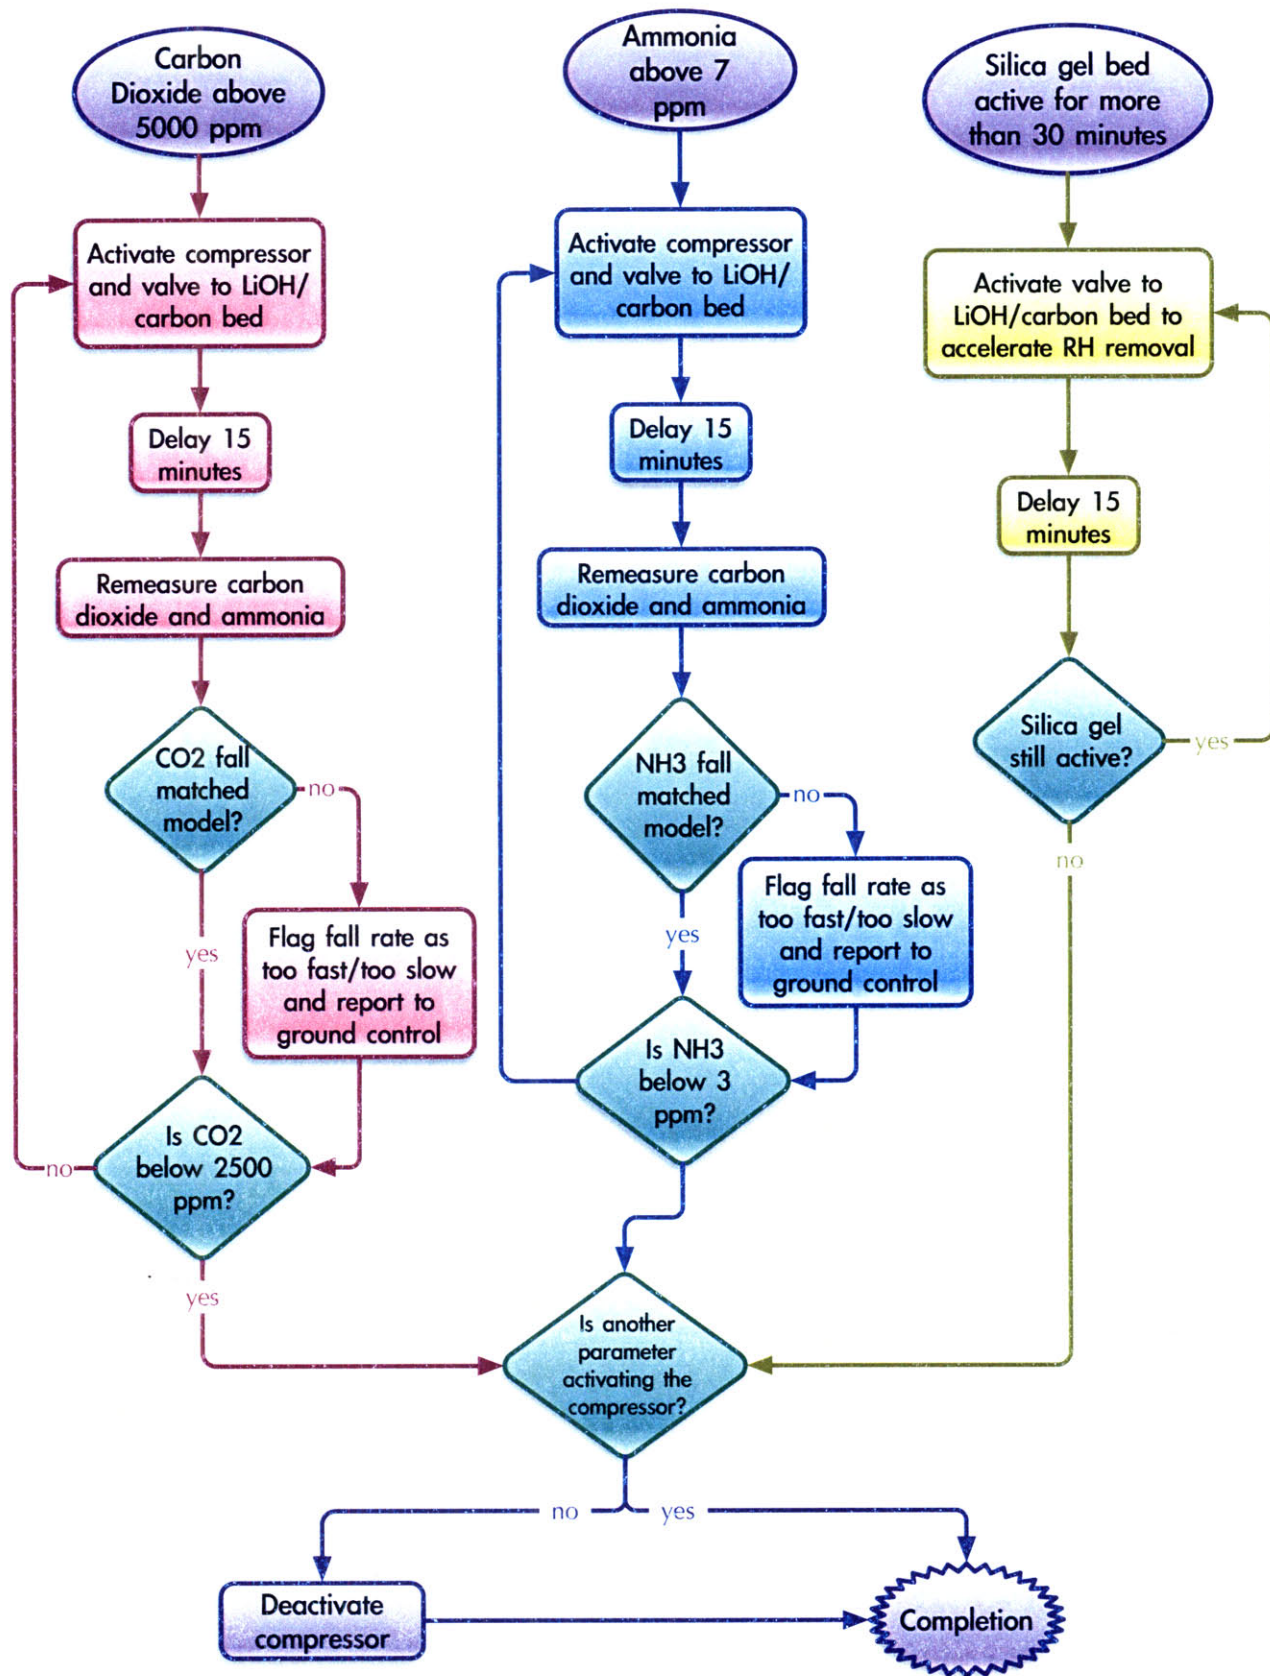 Carbon
Dioxide above
5000 ppm
Activate compressor
and valve to LiOH/
carbon bed
Delay 15
minutes
Remeasure carbon
dioxide and ammonia
CO2 fall
matched
model?
no
yes
Flag fall rate as
too fast/too slow
and report to
ground control
Is CO2
below 2500
ppm?
no
yes
Ammonia
above 7
ppm
Activate compressor
and valve to LiOH/
carbon bed
Delay 15
minutes
Remeasure carbon
dioxide and ammonia
NH3 fall
matched
model?
no
yes
Flag fall rate as
too fast/too slow
and report to
ground control
Is NH3
below 3
ppm?
Silica gel bed
active for more
than 30 minutes
Activate valve to
LiOH/carbon bed to
accelerate RH removal
Delay 15
minutes
Silica gel
still active?
yes
no
Is another
parameter
activating the
compressor?
no
yes
Deactivate
compressor
Completion